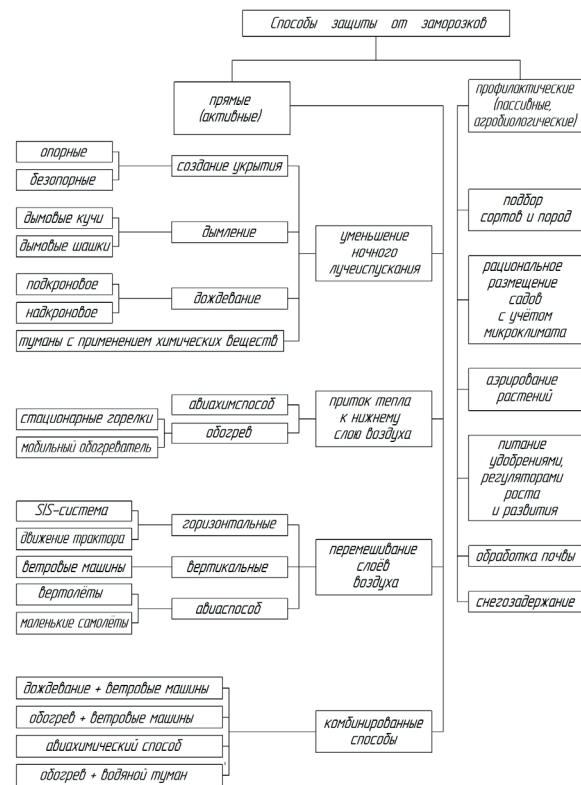 Способы защиты от заморозков
прямые
(активные)
профилактические
(пассивные,
агробиологические)
опорные
безопорные
создание укрытия
дымовые кучи
дымовые шашки
дымление
подкроновое
надкроновое
дождевание
туманы с применением химических веществ
уменьшение
ночного
лучеиспускания
стационарные горелки
мобильный обогреватель
авиахимспособ
обогрев
приток тепла
к нижнему
слою воздуха
SIS-система
движение трактора
горизонтальные
ветровые машины
вертикальные
вертолёты
маленькие самолёты
авиаспособ
перемешивание
слоёв
воздуха
дождевание + ветровые машины
обогрев + ветровые машины
авиахимический способ
обогрев + водяной туман
комбинированные
способы
подбор
сортов и пород
рациональное
размещение
садов
с учётом
микроклимата
аэрирование
растений
питание
удобрениями,
регуляторами
роста
и развития
обработка почвы
снегозадержание